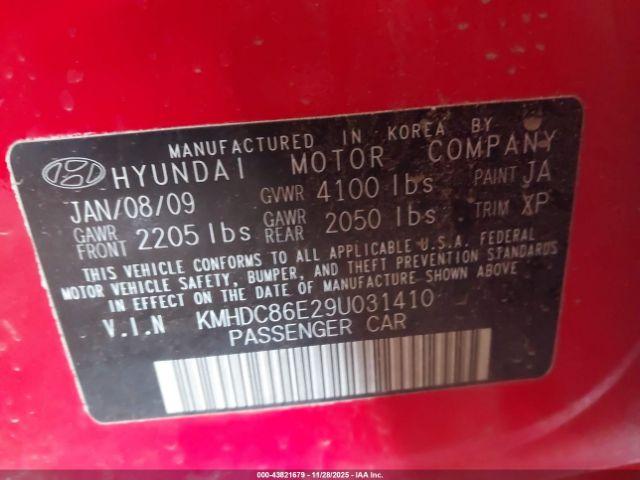 MANUFACTURED IN KOREA BY
HYUNDAI MOTOR COMPANY
JAN/08/09 GVWR 4100 lbs PAINT JA
GAWR FRONT 2205 lbs GAWR REAR 2050 lbs TRIM XP
THIS VEHICLE CONFORMS TO ALL APPLICABLE U.S.A. FEDERAL
MOTOR VEHICLE SAFETY, BUMPER, AND THEFT PREVENTION STANDARDS
IN EFFECT ON THE DATE OF MANUFACTURE SHOWN ABOVE
V.I.N KMHDC86E29U031410
PASSENGER CAR
000-43821679 | 11/28/2025 - IAAI.COM